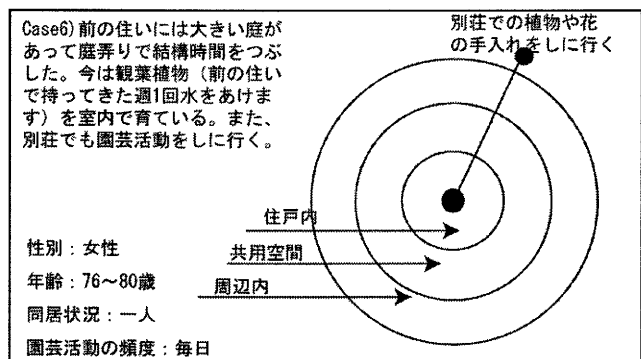 Case6)前の住いには大きい庭が
あって庭弄りで結構時間をつぶ
した。今は観葉植物（前の住い
で持ってきた週1回水をあけま
す）を室内で育ている。また、
別荘でも園芸活動をしに行く。
別荘での植物や花
の手入れをしに行く
住戸内
共用空間
周辺内
性別：女性
年齢：76～80歳
同居状況：一人
園芸活動の頻度：毎日